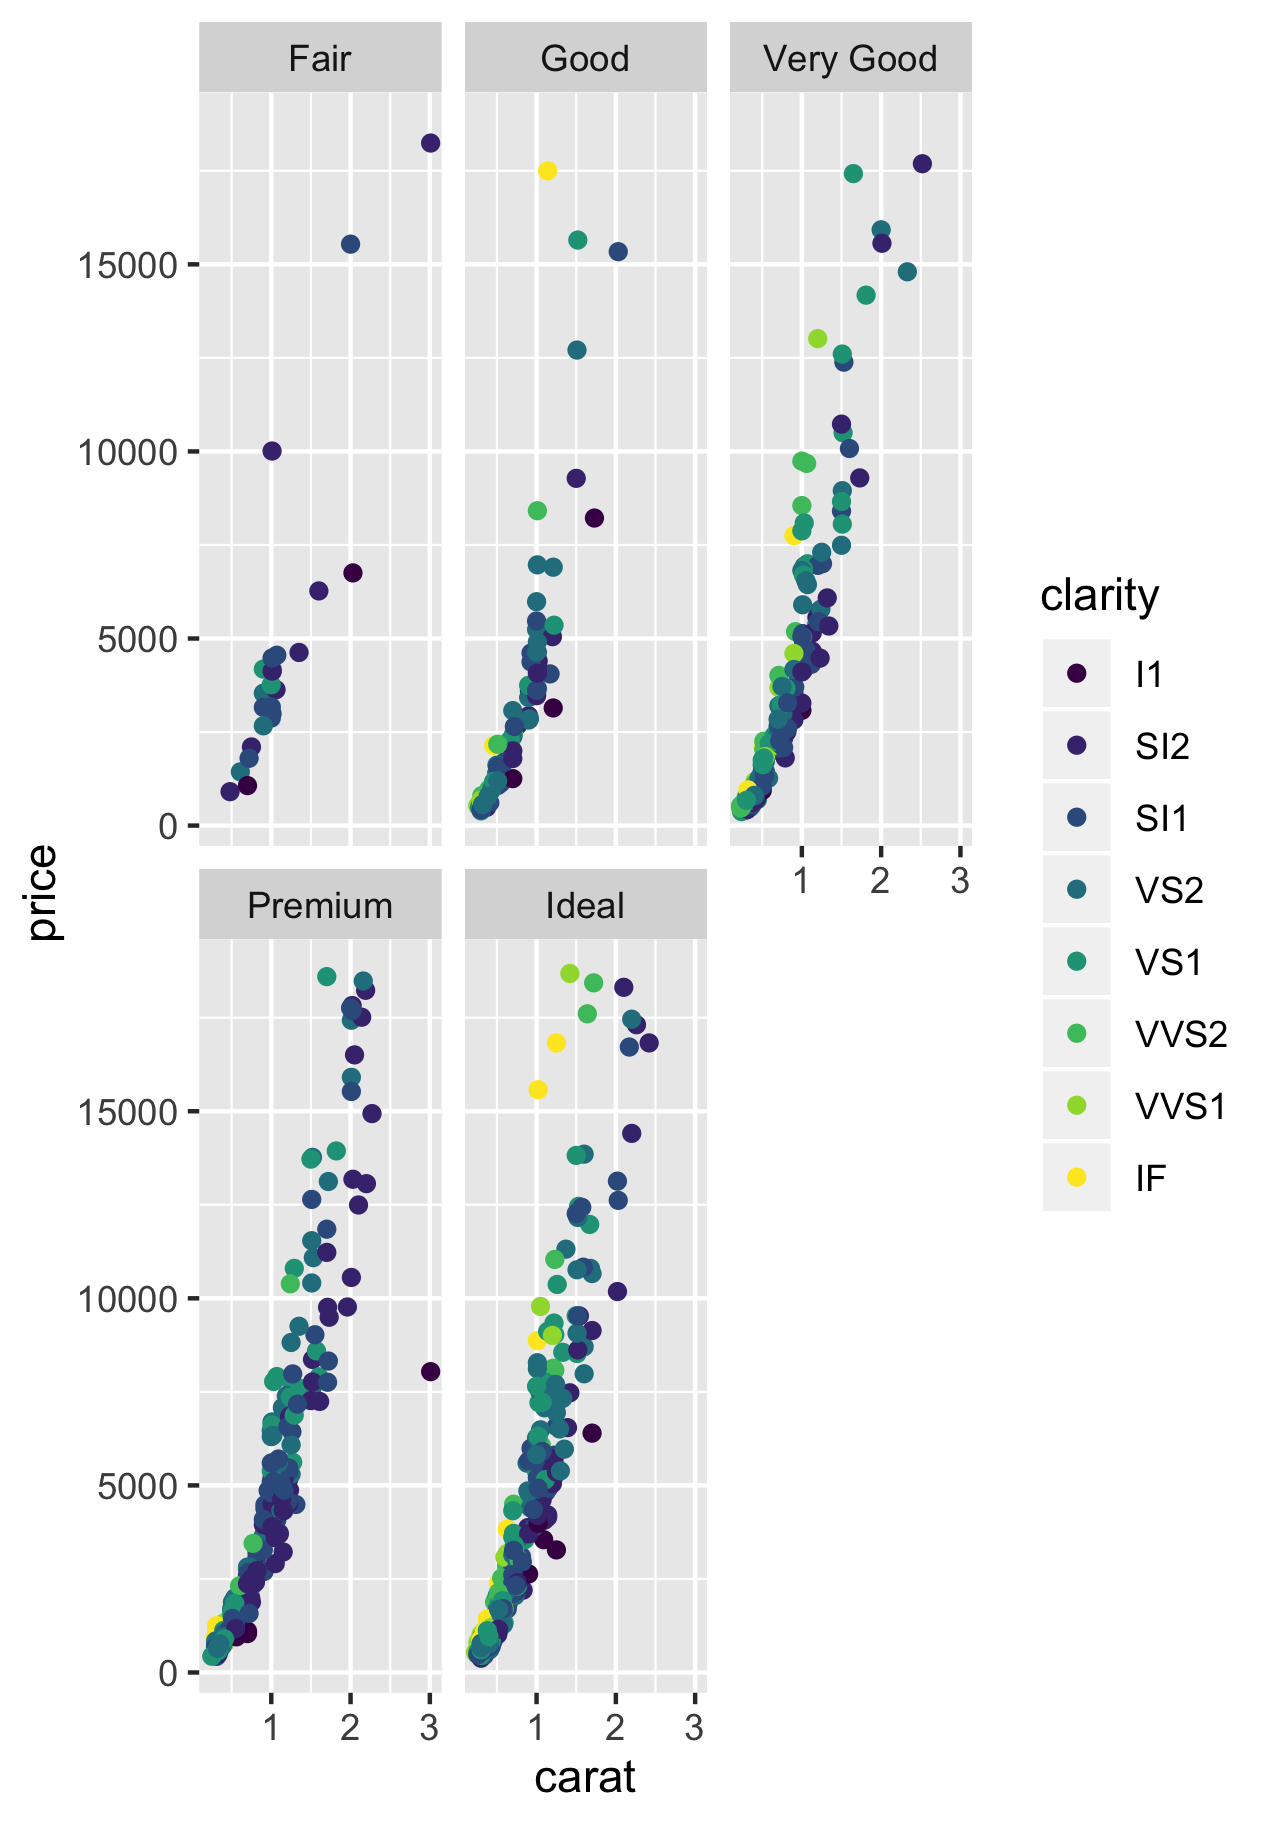 Fair
Good
Very Good
15000
10000
5000
0
1 2 3
price
Premium
Ideal
15000
10000
5000
0
1 2 3
1 2 3
carat
clarity
I1
SI2
SI1
VS2
VS1
VVS2
VVS1
IF